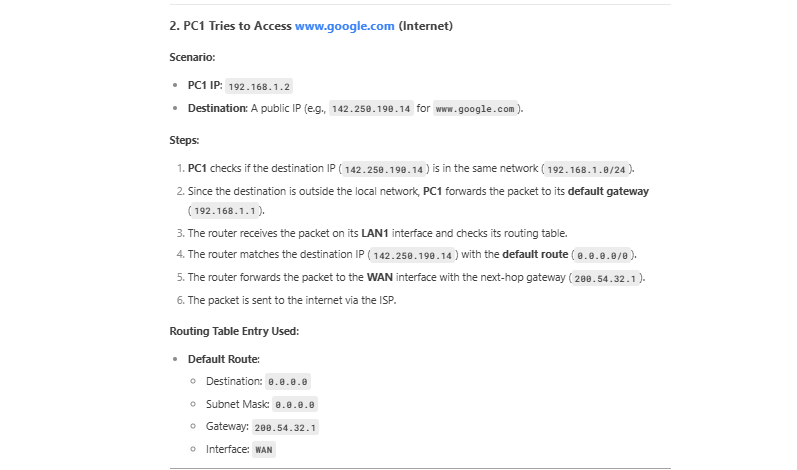 2. PC1 Tries to Access www.google.com (Internet)
Scenario:
• PC1 IP: 192.168.1.2
• Destination: A public IP (e.g., 142.250.190.14 for www.google.com ).
Steps:
1. PC1 checks if the destination IP ( 142.250.190.14 ) is in the same network ( 192.168.1.0/24 ).
2. Since the destination is outside the local network, PC1 forwards the packet to its default gateway
( 192.168.1.1 ).
3. The router receives the packet on its LAN1 interface and checks its routing table.
4. The router matches the destination IP ( 142.250.190.14 ) with the default route ( 0.0.0.0/0 ).
5. The router forwards the packet to the WAN interface with the next-hop gateway ( 200.54.32.1 ).
6. The packet is sent to the internet via the ISP.
Routing Table Entry Used:
• Default Route:
○ Destination: 0.0.0.0
○ Subnet Mask: 0.0.0.0
○ Gateway: 200.54.32.1
○ Interface: WAN